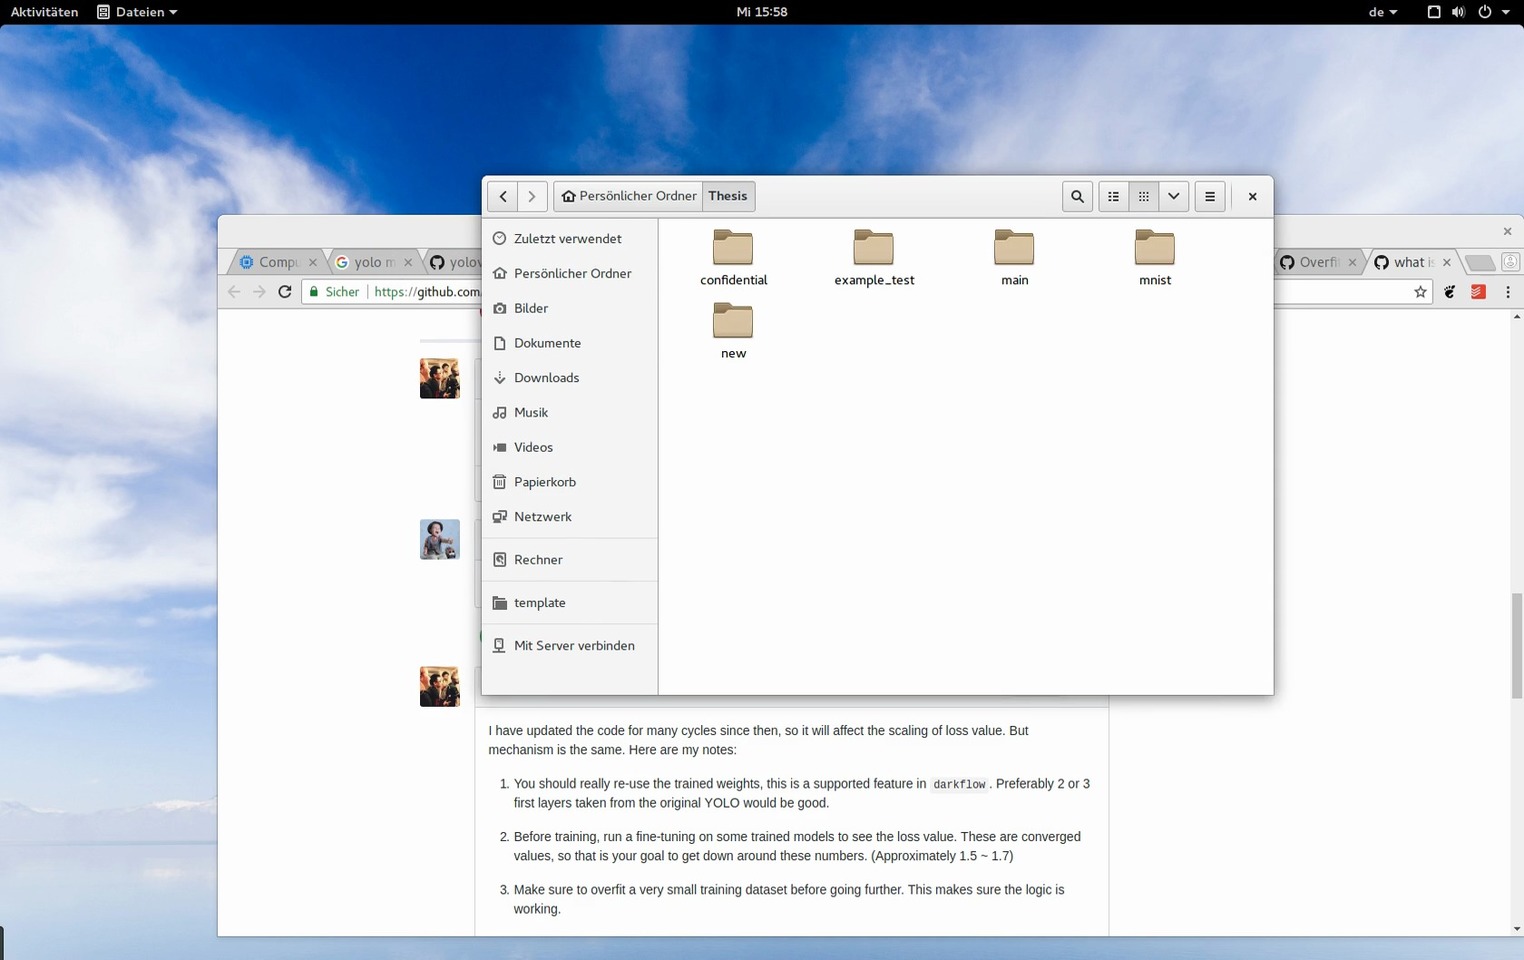 Aktivitäten Dateien Mi 15:58 de
Persönlicher Ordner Thesis
Zuletzt verwendet
Persönlicher Ordner
Bilder
Dokumente
Downloads
Musik
Videos
Papierkorb
Netzwerk
Rechner
template
Mit Server verbinden
confidential example_test main mnist
new
Compu yolo m yolov Overfi what is
Sicher https://github.com
I have updated the code for many cycles since then, so it will affect the scaling of loss value. But
mechanism is the same. Here are my notes:
1. You should really re-use the trained weights, this is a supported feature in darkflow. Preferably 2 or 3
first layers taken from the original YOLO would be good.
2. Before training, run a fine-tuning on some trained models to see the loss value. These are converged
values, so that is your goal to get down around these numbers. (Approximately 1.5 ~ 1.7)
3. Make sure to overfit a very small training dataset before going further. This makes sure the logic is
working.